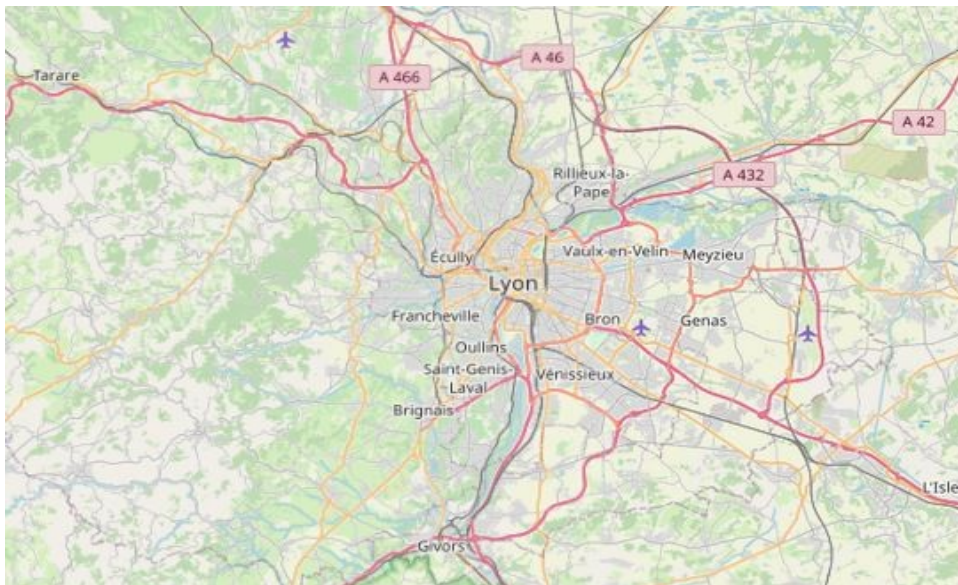 A 46
Tarare
A 466
A 42
A 432
Rillieux-la-
Pape
Écully
Vaulx-en-Velin
Meyzieu
Lyon
Francheville
Bron
Genas
Oullins
Saint-Genis-
Laval
Vénissieux
Brignais
L'Isle
Givors